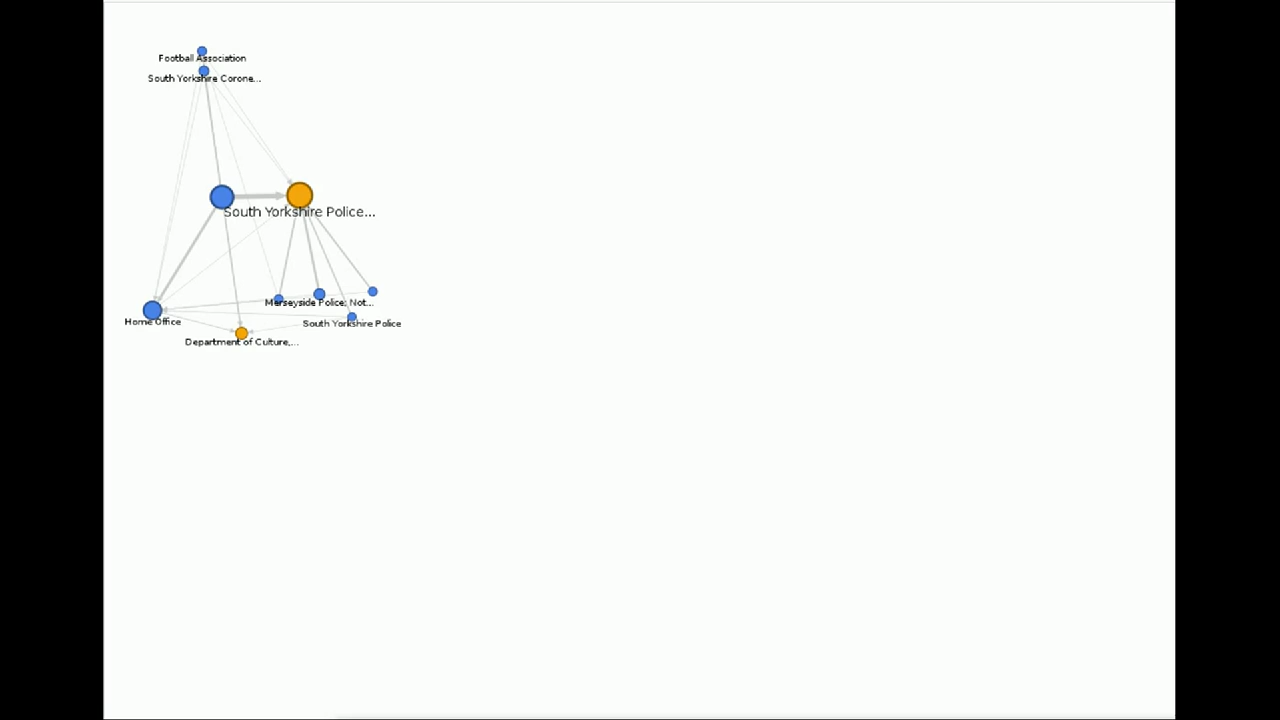 Football Association
South Yorkshire Corone...
South Yorkshire Police...
Merseyside Police: Not...
Home Office
South Yorkshire Police
Department of Culture,...